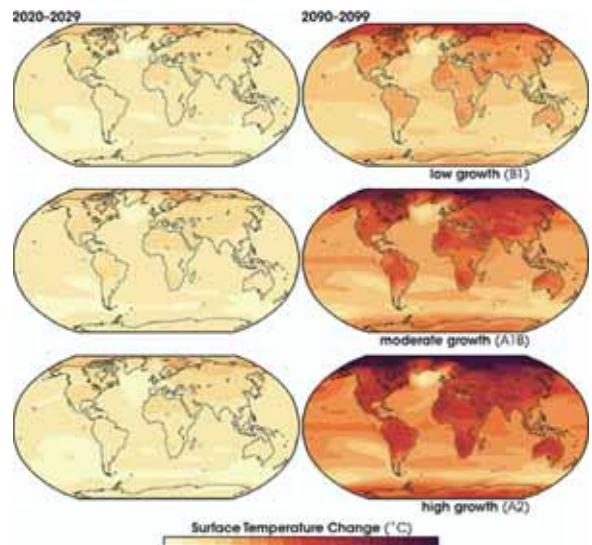 2020-2029
2090-2099
low growth (B1)
moderate growth (A1B)
high growth (A2)
Surface Temperature Change (°C)